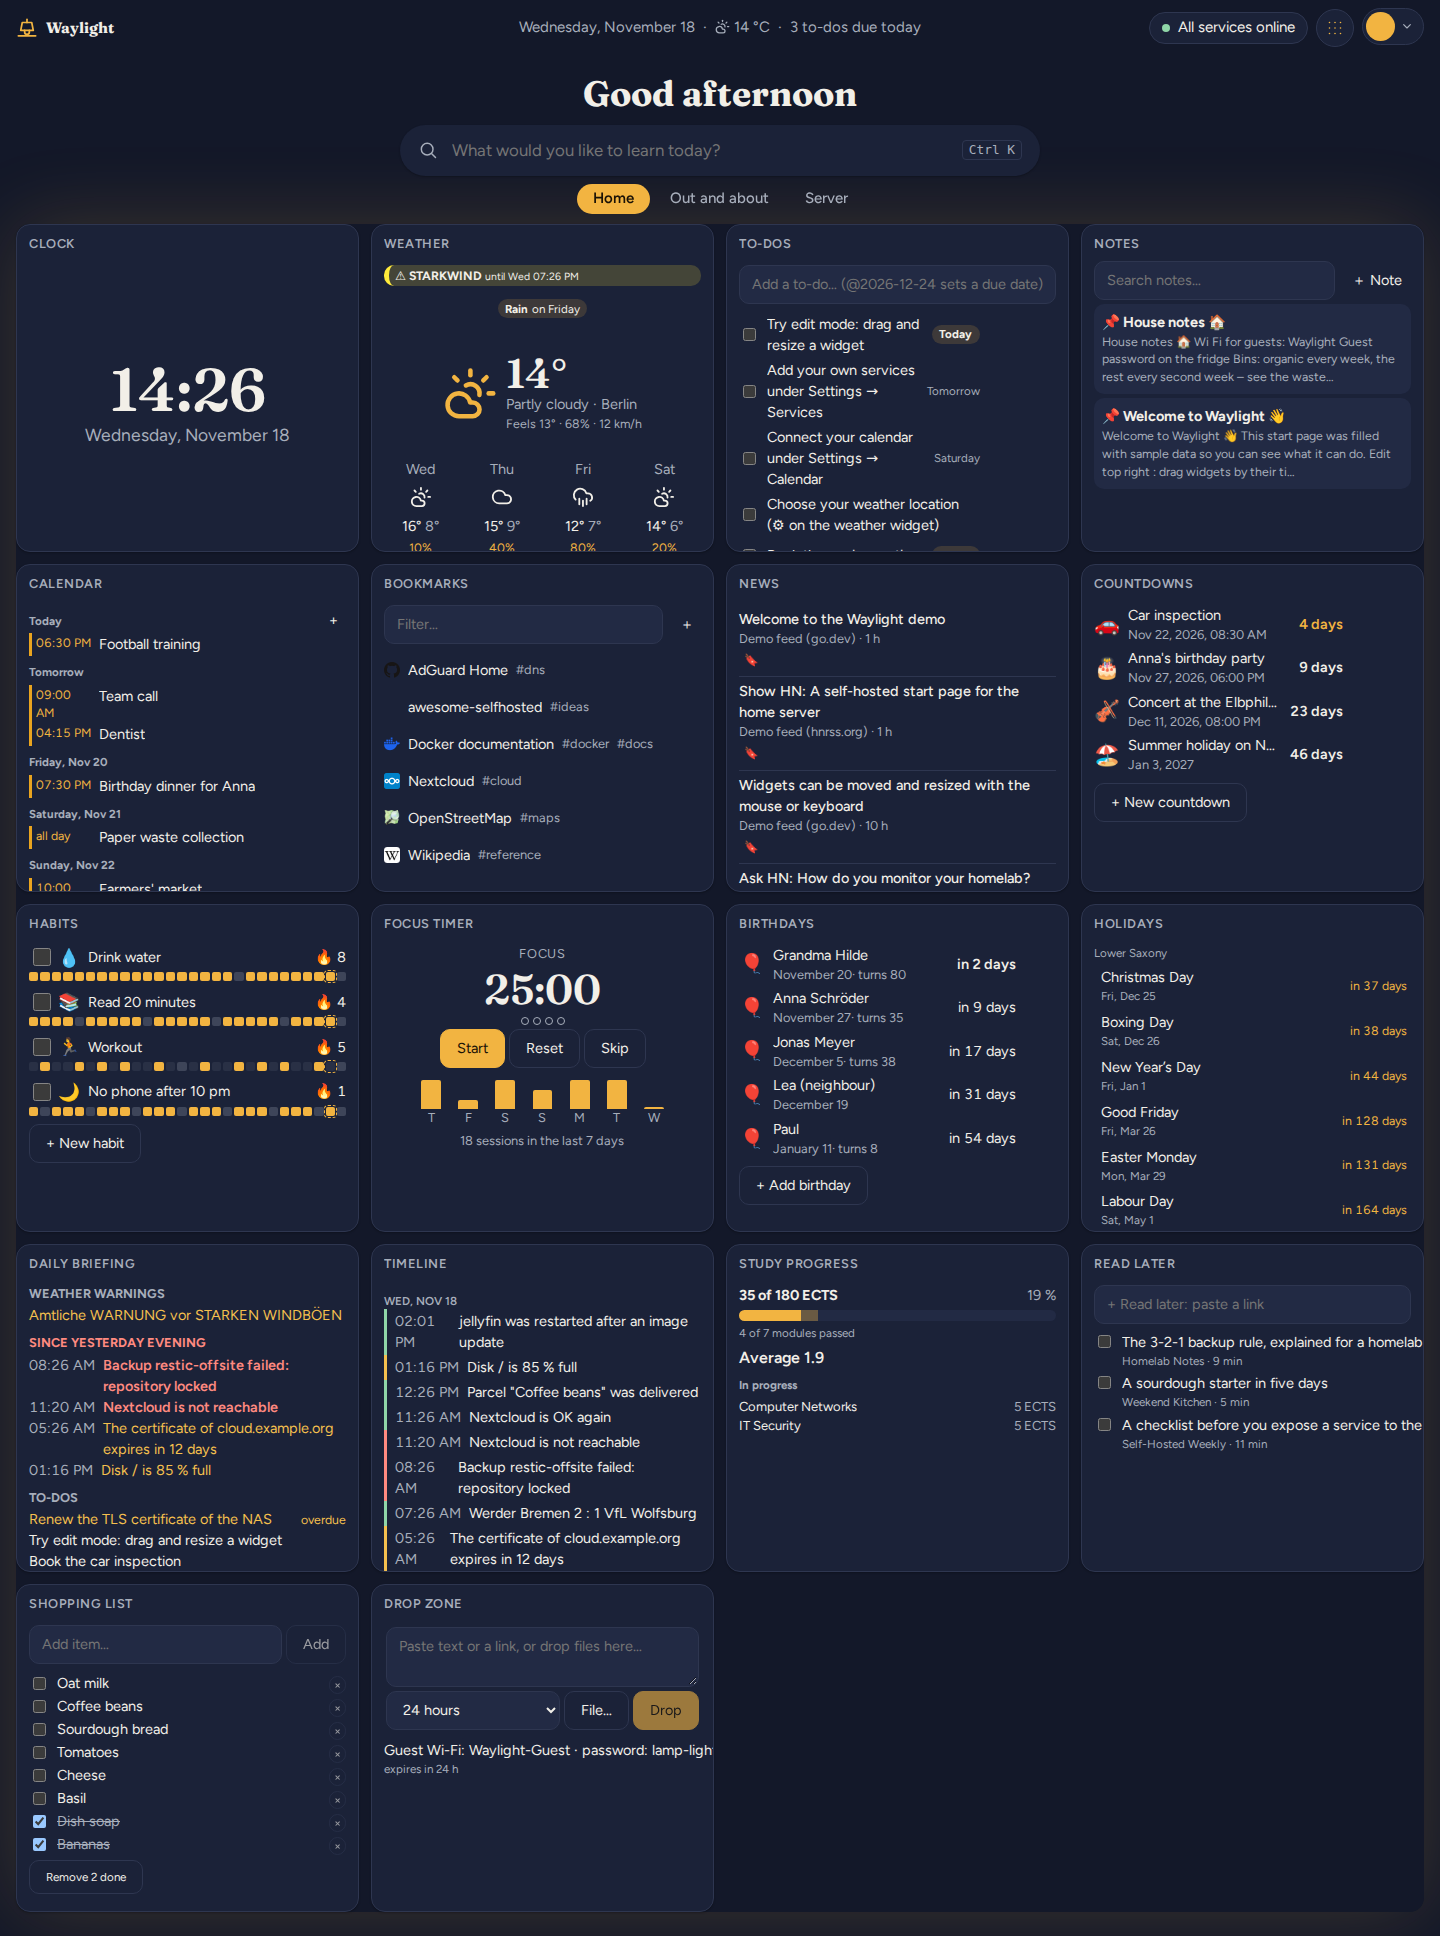 Waylight
Wednesday, November 18 · 14 °C · 3 to-dos due today
All services online
Good afternoon
What would you like to learn today?
Ctrl K
Home
Out and about
Server
CLOCK
14:26
Wednesday, November 18
WEATHER
⚠ STARKWIND until Wed 07:26 PM
Rain on Friday
14°
Partly cloudy · Berlin
Feels 13° · 68% · 12 km/h
Wed Thu Fri Sat
16° 8° 15° 9° 12° 7° 14° 6°
10% 40% 80% 20%
TO-DOS
Add a to-do... (@2026-12-24 sets a due date)
Try edit mode: drag and
resize a widget
Today
Add your own services
under Settings →
Services
Tomorrow
Connect your calendar
under Settings →
Calendar
Saturday
Choose your weather location
(⚙ on the weather widget)
NOTES
Search notes...
+ Note
📌 House notes 🏠
House notes 🏠 Wi Fi for guests: Waylight Guest
password on the fridge Bins: organic every week, the
rest every second week – see the waste...
📌 Welcome to Waylight 👋
Welcome to Waylight 👋 This start page was filled
with sample data so you can see what it can do. Edit
top right : drag widgets by their ti...
CALENDAR
Today
+
06:30 PM Football training
Tomorrow
09:00
AM
Team call
04:15 PM Dentist
Friday, Nov 20
07:30 PM Birthday dinner for Anna
Saturday, Nov 21
all day Paper waste collection
Sunday, Nov 22
10:00 Farmers' market
BOOKMARKS
Filter...
+
AdGuard Home #dns
awesome-selfhosted #ideas
Docker documentation #docker #docs
Nextcloud #cloud
OpenStreetMap #maps
W Wikipedia #reference
NEWS
Welcome to the Waylight demo
Demo feed (go.dev) · 1 h
Show HN: A self-hosted start page for the
home server
Demo feed (hnrss.org) · 1 h
Widgets can be moved and resized with the
mouse or keyboard
Demo feed (go.dev) · 10 h
Ask HN: How do you monitor your homelab?
COUNTDOWNS
Car inspection
Nov 22, 2026, 08:30 AM
4 days
Anna's birthday party
Nov 27, 2026, 06:00 PM
9 days
Concert at the Elbphil...
Dec 11, 2026, 08:00 PM
23 days
Summer holiday on N...
Jan 3, 2027
46 days
+ New countdown
HABITS
Drink water 🔥 8
Read 20 minutes 🔥 4
Workout 🔥 5
No phone after 10 pm 🔥 1
+ New habit
FOCUS TIMER
FOCUS
25:00
Start
Reset
Skip
T F S S M T W
18 sessions in the last 7 days
BIRTHDAYS
Grandma Hilde
November 20· turns 80
in 2 days
Anna Schröder
November 27· turns 35
in 9 days
Jonas Meyer
December 5· turns 38
in 17 days
Lea (neighbour)
December 19
in 31 days
Paul
January 11· turns 8
in 54 days
+ Add birthday
HOLIDAYS
Lower Saxony
Christmas Day
Fri, Dec 25
in 37 days
Boxing Day
Sat, Dec 26
in 38 days
New Year's Day
Fri, Jan 1
in 44 days
Good Friday
Fri, Mar 26
in 128 days
Easter Monday
Mon, Mar 29
in 131 days
Labour Day
Sat, May 1
in 164 days
DAILY BRIEFING
WEATHER WARNINGS
Amtliche WARNUNG vor STARKEN WINDBÖEN
SINCE YESTERDAY EVENING
08:26 AM Backup restic-offsite failed:
repository locked
11:20 AM Nextcloud is not reachable
05:26 AM The certificate of cloud.example.org
expires in 12 days
01:16 PM Disk / is 85 % full
TO-DOS
Renew the TLS certificate of the NAS overdue
Try edit mode: drag and resize a widget
Book the car inspection
TIMELINE
WED, NOV 18
02:01
PM
jellyfin was restarted after an image
update
01:16 PM Disk / is 85 % full
12:26 PM Parcel "Coffee beans" was delivered
11:26 AM Nextcloud is OK again
11:20 AM Nextcloud is not reachable
08:26
AM
Backup restic-offsite failed:
repository locked
07:26 AM Werder Bremen 2 : 1 VfL Wolfsburg
05:26
AM
The certificate of cloud.example.org
expires in 12 days
STUDY PROGRESS
35 of 180 ECTS 19 %
4 of 7 modules passed
Average 1.9
In progress
Computer Networks 5 ECTS
IT Security 5 ECTS
READ LATER
+ Read later: paste a link
The 3-2-1 backup rule, explained for a homelab
Homelab Notes · 9 min
A sourdough starter in five days
Weekend Kitchen · 5 min
A checklist before you expose a service to the
Self-Hosted Weekly · 11 min
SHOPPING LIST
Add item...
Add
Oat milk ×
Coffee beans ×
Sourdough bread ×
Tomatoes ×
Cheese ×
Basil ×
Dish soap ×
Bananas ×
Remove 2 done
DROP ZONE
Paste text or a link, or drop files here...
24 hours
File...
Drop
Guest Wi-Fi: Waylight-Guest · password: lamp-light
expires in 24 h